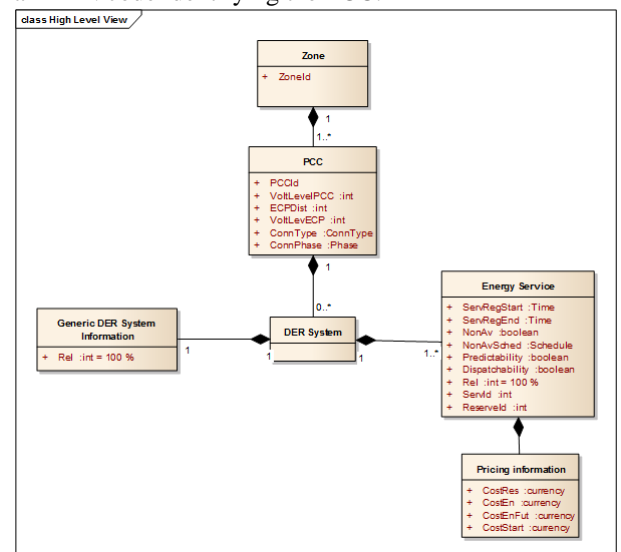 class High Level View
Zone
+ ZoneId
1
1..*
PCC
+ PCCId
+ VoltLevelPCC :int
+ ECPDist :int
+ VoltLevECP :int
+ ConnType :ConnType
+ ConnPhase :Phase
1
0..*
Generic DER System
Information
+ Rel :int = 100 %
1
1
DER System
1
1..*
Energy Service
+ ServRegStart :Time
+ ServRegEnd :Time
+ NonAv :boolean
+ NonAvSched :Schedule
+ Predictability :boolean
+ Dispatchability :boolean
+ Rel :int = 100 %
+ ServId :int
+ ReserveId :int
Pricing information
+ CostRes :currency
+ CostEn :currency
+ CostEnFut :currency
+ CostStart :currency